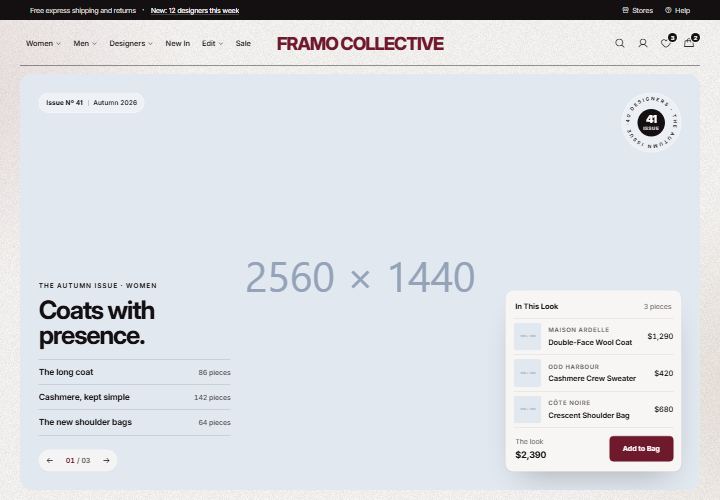 Free express shipping and returns · New: 12 designers this week
Stores Help
Women Men Designers New In Edit Sale
FRAMO COLLECTIVE
3 2
Issue Nº 41 | Autumn 2026
40 DESIGNERS · THE AUTUMN ISSUE ·
41
ISSUE
2560 × 1440
THE AUTUMN ISSUE · WOMEN
Coats with
presence.
The long coat 86 pieces
Cashmere, kept simple 142 pieces
The new shoulder bags 64 pieces
← 01 / 03 →
In This Look 3 pieces
MAISON ARDELLE
Double-Face Wool Coat $1,290
ODD HARBOUR
Cashmere Crew Sweater $420
CÔTE NOIRE
Crescent Shoulder Bag $680
The look
$2,390
Add to Bag